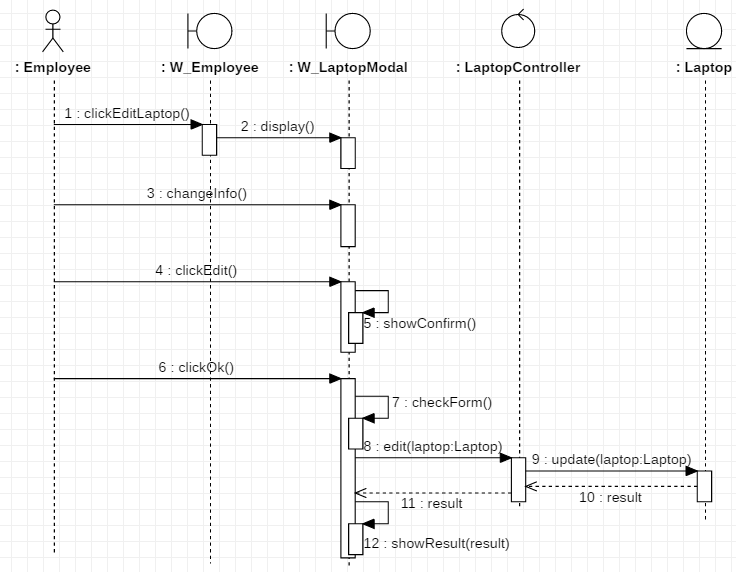 : Employee
: W_Employee
: W_LaptopModal
: LaptopController
: Laptop
1 : clickEditLaptop()
2 : display()
3 : changeInfo()
4 : clickEdit()
5 : showConfirm()
6 : clickOk()
7 : checkForm()
8 : edit(laptop:Laptop)
9 : update(laptop:Laptop)
10 : result
11 : result
12 : showResult(result)